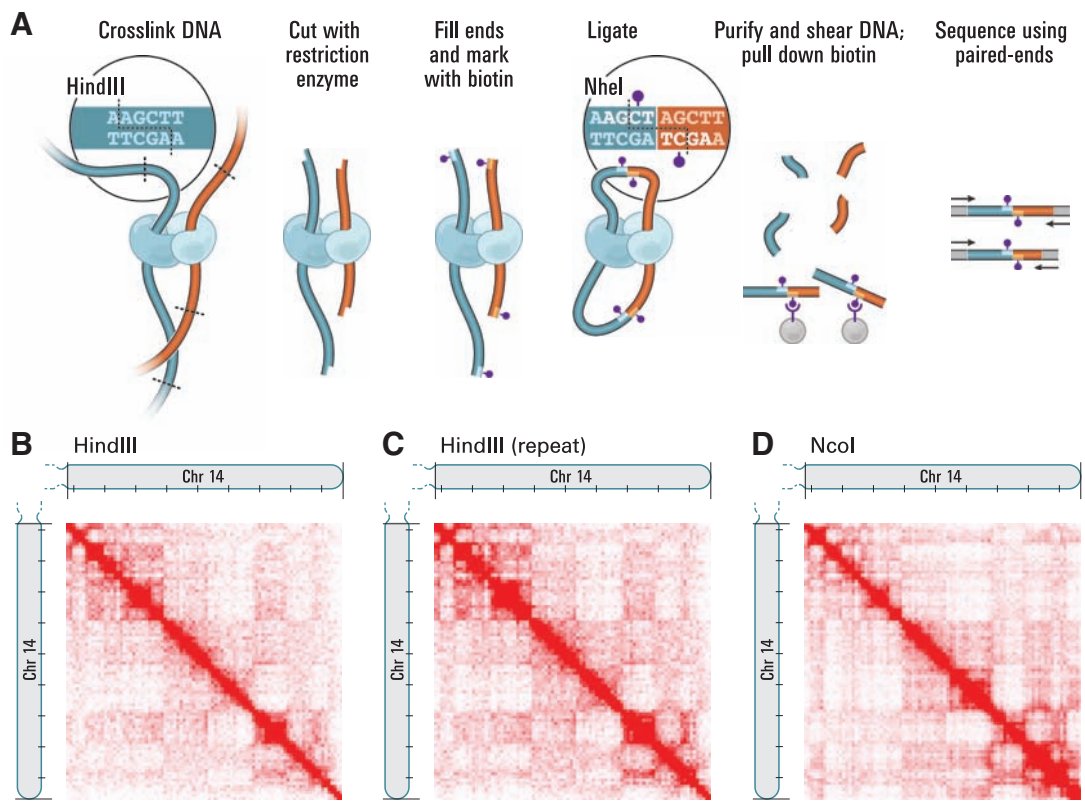 A
Crosslink DNA
Cut with
restriction
enzyme
Fill ends
and mark
with biotin
Ligate
Purify and shear DNA;
pull down biotin
Sequence using
paired-ends
HindIII
AAGCTT
TTCGAA
NheI
AAGCT AGCTT
TTCGA TCGAA
B HindIII
Chr 14
Chr 14
C HindIII (repeat)
Chr 14
Chr 14
D NcoI
Chr 14
Chr 14